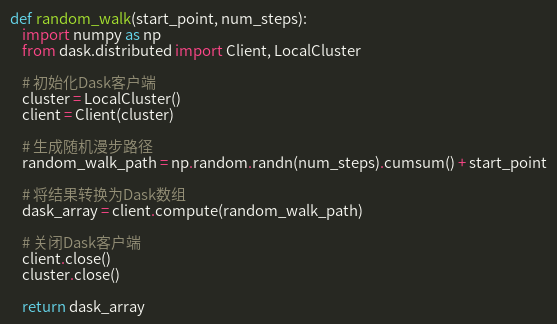 def random_walk(start_point, num_steps):
import numpy as np
from dask.distributed import Client, LocalCluster
# 初始化Dask客户端
cluster = LocalCluster()
client = Client(cluster)
# 生成随机漫步路径
random_walk_path = np.random.randn(num_steps).cumsum() + start_point
# 将结果转换为Dask数组
dask_array = client.compute(random_walk_path)
# 关闭Dask客户端
client.close()
cluster.close()
return dask_array